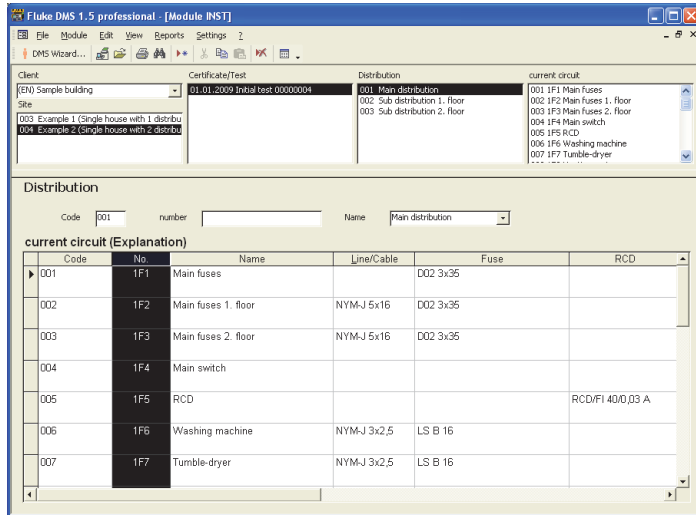 Fluke DMS 1.5 professional - [Module INST]
File Module Edit View Reports Settings ?
DMS Wizard...
Client Certificate/Test Distribution current circuit
(EN) Sample building 01.01.2009 Initial test 00000004 001 Main distribution 001 1F1 Main fuses
002 Sub distribution 1. floor 002 1F2 Main fuses 1. floor
Site 003 Sub distribution 2. floor 003 1F3 Main fuses 2. floor
003 Example 1 (Single house with 1 distribu 004 1F4 Main switch
004 Example 2 (Single house with 2 distribu 005 1F5 RCD
006 1F6 Washing machine
007 1F7 Tumble-dryer
Distribution
Code 001 number Name Main distribution
current circuit (Explanation)
Code No. Name Line/Cable Fuse RCD
001 1F1 Main fuses D02 3x35
002 1F2 Main fuses 1. floor NYM-J 5x16 D02 3x35
003 1F3 Main fuses 2. floor NYM-J 5x16 D02 3x35
004 1F4 Main switch
005 1F5 RCD RCD/FI 40/0,03 A
006 1F6 Washing machine NYM-J 3x2,5 LS B 16
007 1F7 Tumble-dryer NYM-J 3x2,5 LS B 16